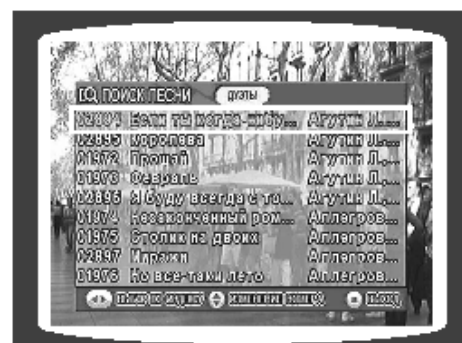 ПОИСК ПЕСНИ ДУЭТЫ
02894 Если ты когда-нибу... Агутин Л....
02895 Королева Агутин Л.,...
01972 Прощай Агутин Л.,...
01973 Февраль Агутин Л.,...
02896 Я буду всегда с то... Агутин Л.,...
01974 Незаконченный ром... Аллегров...
01975 Столик на двоих Аллегров...
02897 Миражи Аллегров...
01976 Но все-таки лето Аллегров...